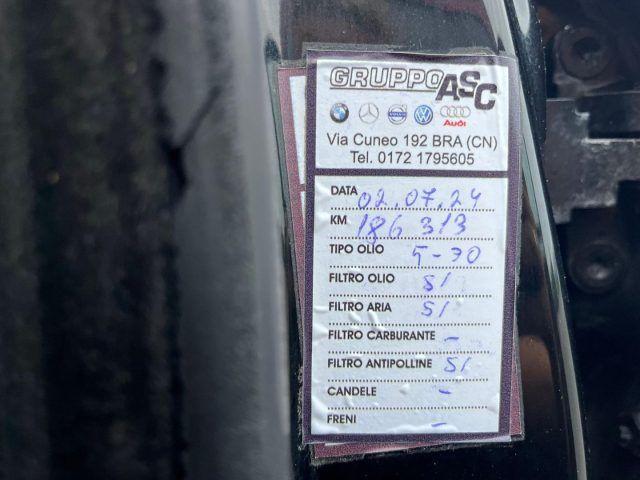 GRUPPO ASC
Audi
Via Cuneo 192 BRA (CN)
Tel. 0172 1795605
DATA 02.07.24
KM 186 313
TIPO OLIO 5-30
FILTRO OLIO SI
FILTRO ARIA SI
FILTRO CARBURANTE -
FILTRO ANTIPOLLINE SI
CANDELE -
FRENI -